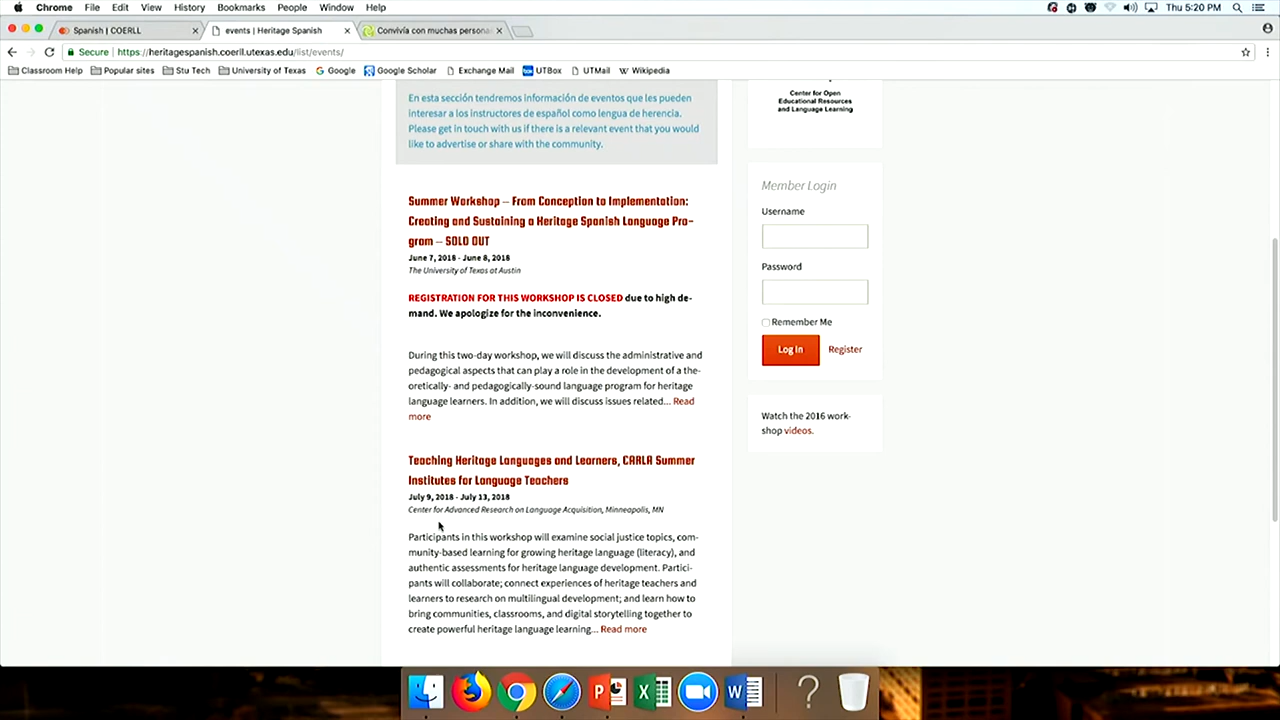 Chrome File Edit View History Bookmarks People Window Help Thu 5:20 PM
Spanish | COERLL events | Heritage Spanish Convivía con muchas persona
Secure https://heritagespanish.coerll.utexas.edu/list/events/
Classroom Help Popular sites Stu Tech University of Texas Google Google Scholar Exchange Mail UTBox UTMail Wikipedia
En esta sección tendremos información de eventos que les pueden
interesar a los instructores de español como lengua de herencia.
Please get in touch with us if there is a relevant event that you would
like to advertise or share with the community.
Summer Workshop – From Conception to Implementation:
Creating and Sustaining a Heritage Spanish Language Pro-
gram – SOLD OUT
June 7, 2018 - June 8, 2018
The University of Texas at Austin
REGISTRATION FOR THIS WORKSHOP IS CLOSED due to high de-
mand. We apologize for the inconvenience.
During this two-day workshop, we will discuss the administrative and
pedagogical aspects that can play a role in the development of a the-
oretically- and pedagogically-sound language program for heritage
language learners. In addition, we will discuss issues related... Read
more
Teaching Heritage Languages and Learners, CARLA Summer
Institutes for Language Teachers
July 9, 2018 - July 13, 2018
Center for Advanced Research on Language Acquisition, Minneapolis, MN
Participants in this workshop will examine social justice topics, com-
munity-based learning for growing heritage language (literacy), and
authentic assessments for heritage language development. Partici-
pants will collaborate; connect experiences of heritage teachers and
learners to research on multilingual development; and learn how to
bring communities, classrooms, and digital storytelling together to
create powerful heritage language learning... Read more
Center for Open
Educational Resources
and Language Learning
Member Login
Username
Password
Remember Me
Log In Register
Watch the 2016 work-
shop videos.